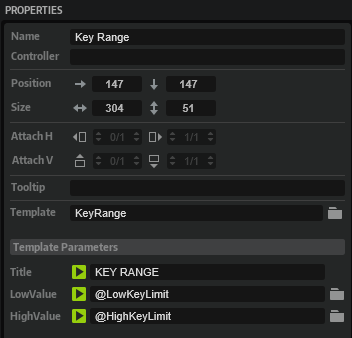 PROPERTIES
Name Key Range
Controller
Position 147 147
Size 304 51
Attach H 0/1 1/1
Attach V 0/1 1/1
Tooltip
Template KeyRange
Template Parameters
Title KEY RANGE
LowValue @LowKeyLimit
HighValue @HighKeyLimit